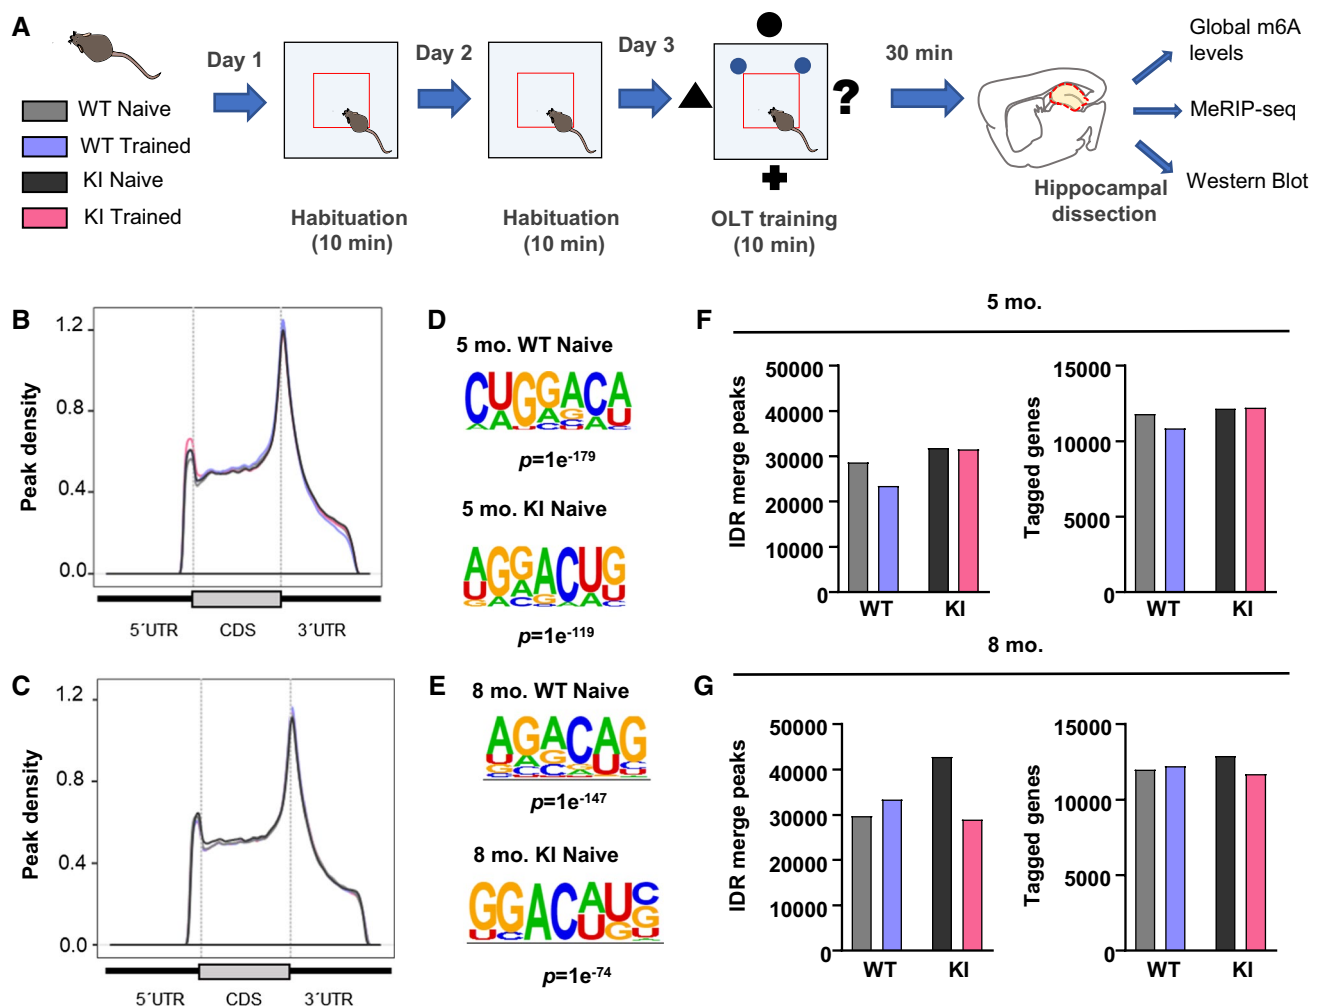 A
WT Naive
WT Trained
KI Naive
KI Trained
Day 1
Day 2
Day 3
30 min
?
Habituation
(10 min)
Habituation
(10 min)
OLT training
(10 min)
Hippocampal
dissection
Global m6A
levels
MeRIP-seq
Western Blot
B
Peak density
1.2
0.8
0.4
0.0
5´UTR
CDS
3´UTR
C
Peak density
1.2
0.8
0.4
0.0
5´UTR
CDS
3´UTR
D
5 mo. WT Naive
CUGGACA
p=1e-179
5 mo. KI Naive
AGGACUG
p=1e-119
E
8 mo. WT Naive
AGACAG
p=1e-147
8 mo. KI Naive
GGACAUC
p=1e-74
5 mo.
F
IDR merge peaks
50000
40000
30000
20000
10000
0
WT
KI
Tagged genes
15000
10000
5000
0
WT
KI
8 mo.
G
IDR merge peaks
50000
40000
30000
20000
10000
0
WT
KI
Tagged genes
15000
10000
5000
0
WT
KI